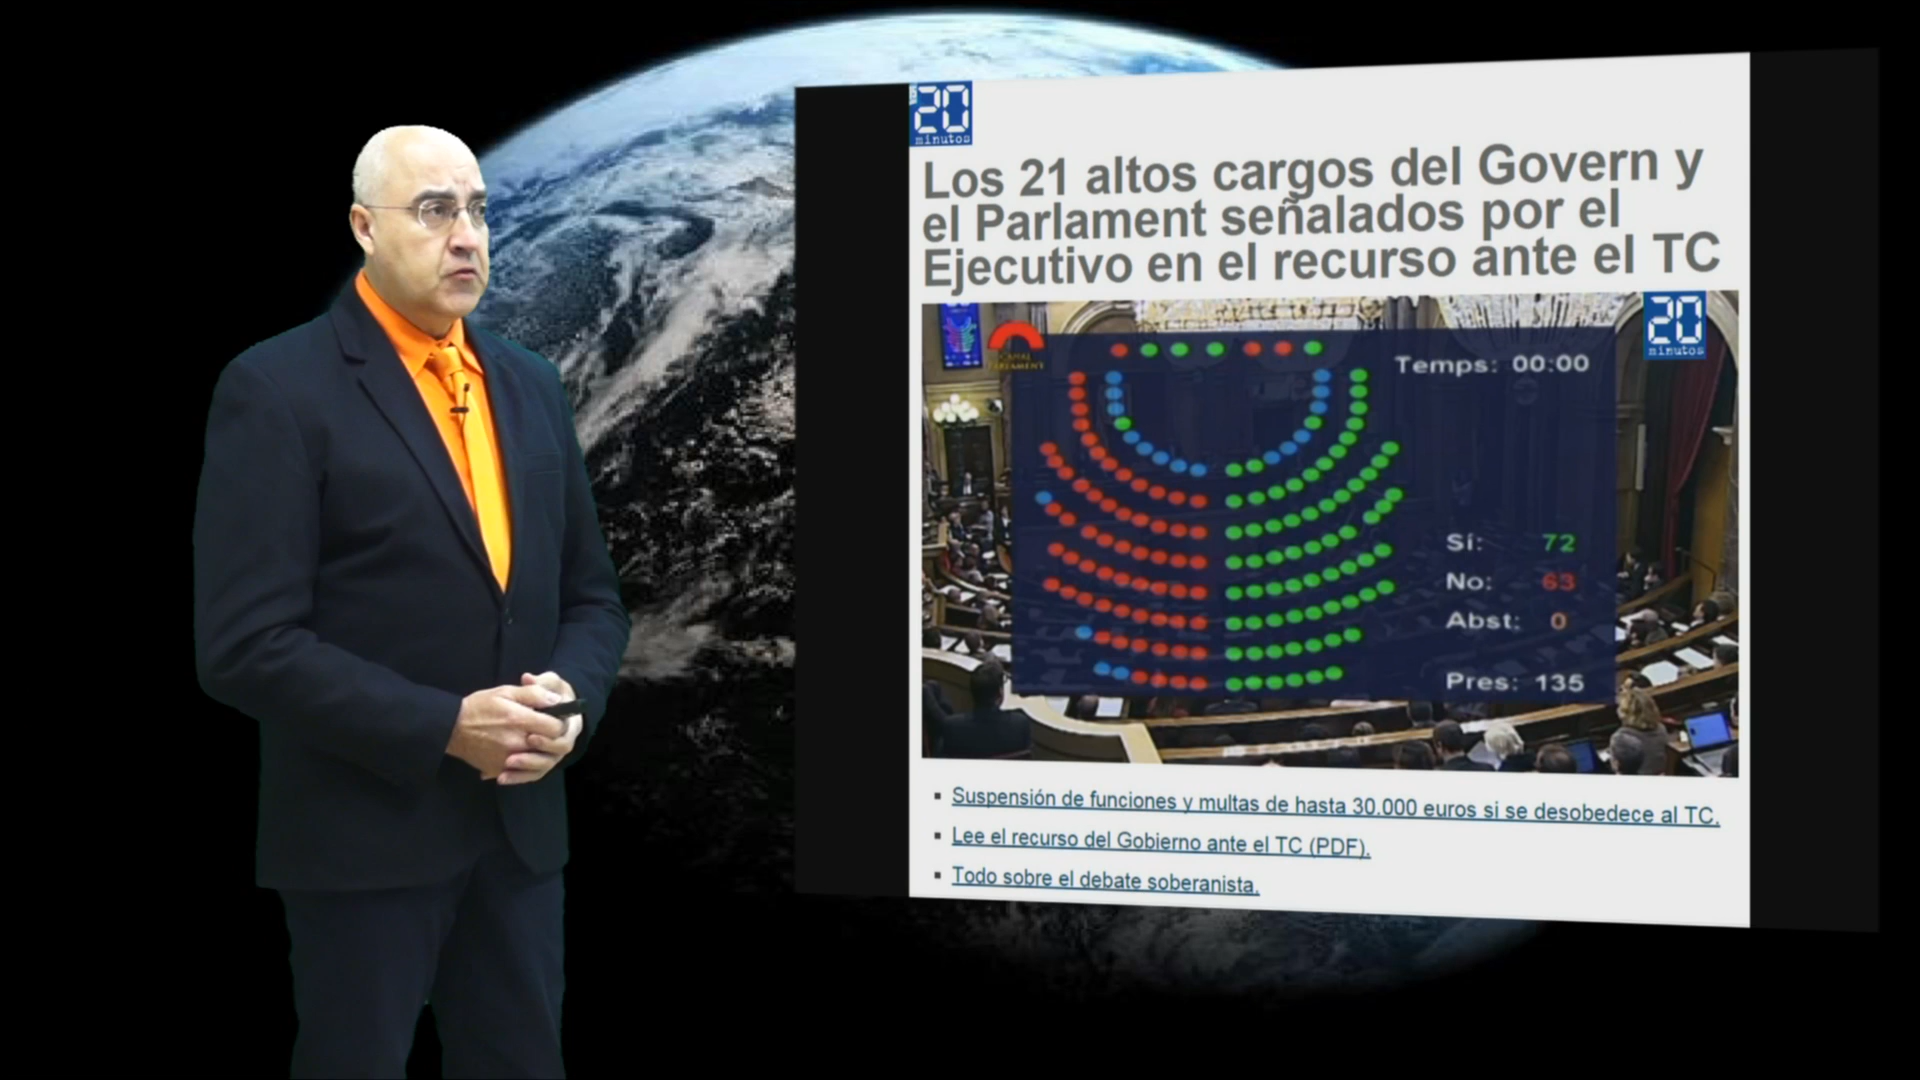 20
minutos
Los 21 altos cargos del Govern y
el Parlament señalados por el
Ejecutivo en el recurso ante el TC
CANAL
PARLAMENT
20
minutos
Temps: 00:00
Sí: 72
No: 63
Abst: 0
Pres: 135
▪ Suspensión de funciones y multas de hasta 30.000 euros si se desobedece al TC.
▪ Lee el recurso del Gobierno ante el TC (PDF).
▪ Todo sobre el debate soberanista.